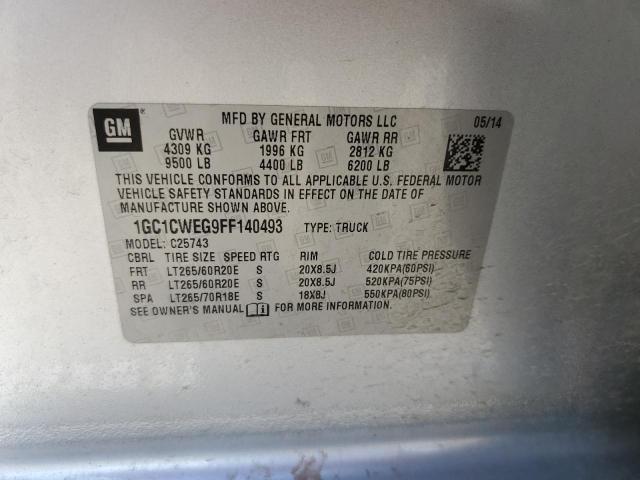 GM ®
MFD BY GENERAL MOTORS LLC 05/14
GVWR GAWR FRT GAWR RR
4309 KG 1996 KG 2812 KG
9500 LB 4400 LB 6200 LB
THIS VEHICLE CONFORMS TO ALL APPLICABLE U.S. FEDERAL MOTOR
VEHICLE SAFETY STANDARDS IN EFFECT ON THE DATE OF
MANUFACTURE SHOWN ABOVE.
1GC1CWEG9FF140493 TYPE: TRUCK
MODEL: C25743
CBRL TIRE SIZE SPEED RTG RIM COLD TIRE PRESSURE
FRT LT265/60R20E S 20X8.5J 420KPA(60PSI)
RR LT265/60R20E S 20X8.5J 520KPA(75PSI)
SPA LT265/70R18E S 18X8J 550KPA(80PSI)
SEE OWNER'S MANUAL FOR MORE INFORMATION.